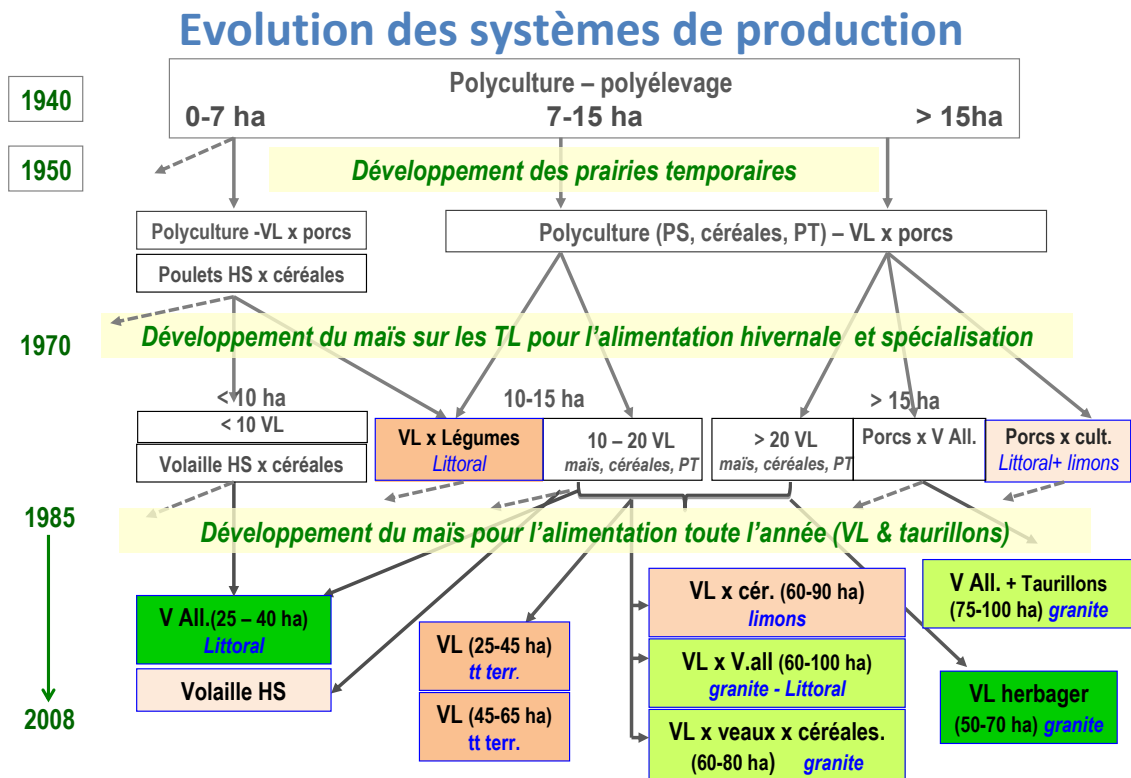 Evolution des systèmes de production
1940
Polyculture – polyélevage
0-7 ha 7-15 ha > 15ha
1950
Développement des prairies temporaires
Polyculture -VL x porcs
Poulets HS x céréales
Polyculture (PS, céréales, PT) – VL x porcs
1970
Développement du maïs sur les TL pour l’alimentation hivernale et spécialisation
<10 ha
10-15 ha
> 15 ha
< 10 VL
Volaille HS x céréales
VL x Légumes
Littoral
10 – 20 VL
maïs, céréales, PT
> 20 VL
maïs, céréales, PT
Porcs x V All.
Porcs x cult.
Littoral+ limons
1985
Développement du maïs pour l’alimentation toute l’année (VL & taurillons)
V All.(25 – 40 ha)
Littoral
Volaille HS
VL (25-45 ha)
tt terr.
VL (45-65 ha)
tt terr.
VL x cér. (60-90 ha)
limons
VL x V.all (60-100 ha)
granite - Littoral
VL x veaux x céréales.
(60-80 ha) granite
V All. + Taurillons
(75-100 ha) granite
VL herbager
(50-70 ha) granite
2008